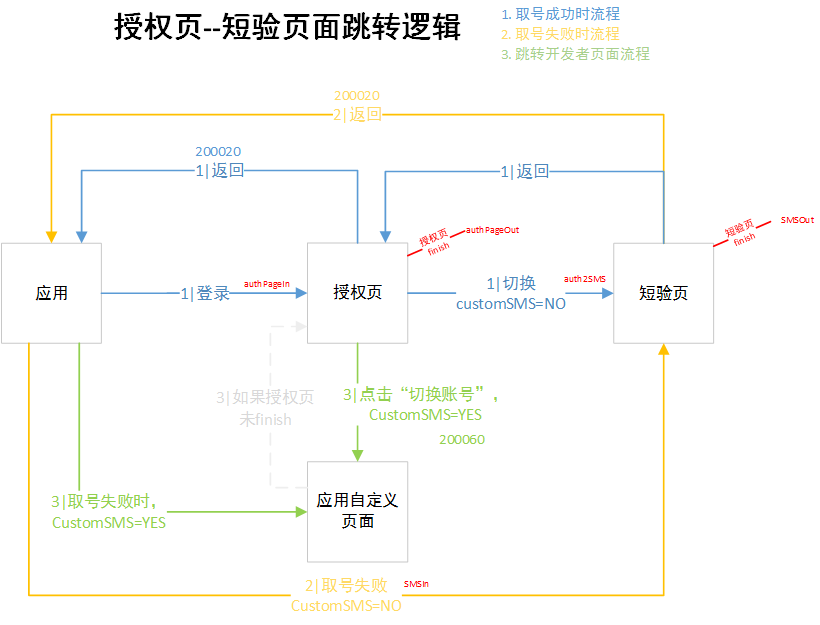 授权页--短验页面跳转逻辑
1. 取号成功时流程
2. 取号失败时流程
3. 跳转开发者页面流程
200020
2|返回
200020
1|返回
1|返回
授权页
finish
authPageOut
短验页
finish
SMSOut
应用
1|登录
authPageIn
授权页
1|切换
customSMS=NO
auth2SMS
短验页
3|如果授权页
未finish
3|点击“切换账号”，
CustomSMS=YES
200060
3|取号失败时，
CustomSMS=YES
应用自定义
页面
2|取号失败
CustomSMS=NO
SMSIn